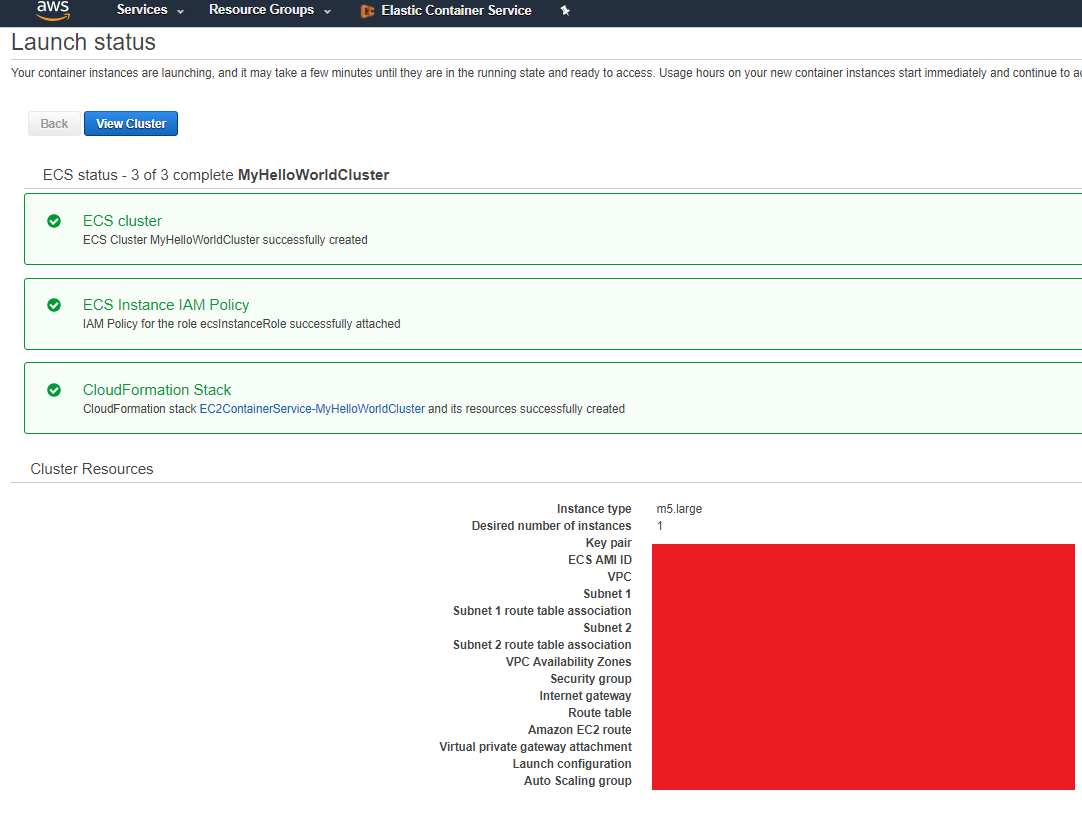 aws Services Resource Groups Elastic Container Service
Launch status
Your container instances are launching, and it may take a few minutes until they are in the running state and ready to access. Usage hours on your new container instances start immediately and continue to
Back View Cluster
ECS status - 3 of 3 complete MyHelloWorldCluster
ECS cluster
ECS Cluster MyHelloWorldCluster successfully created
ECS Instance IAM Policy
IAM Policy for the role ecsInstanceRole successfully attached
CloudFormation Stack
CloudFormation stack EC2ContainerService-MyHelloWorldCluster and its resources successfully created
Cluster Resources
Instance type m5.large
Desired number of instances 1
Key pair
ECS AMI ID
VPC
Subnet 1
Subnet 1 route table association
Subnet 2
Subnet 2 route table association
VPC Availability Zones
Security group
Internet gateway
Route table
Amazon EC2 route
Virtual private gateway attachment
Launch configuration
Auto Scaling group